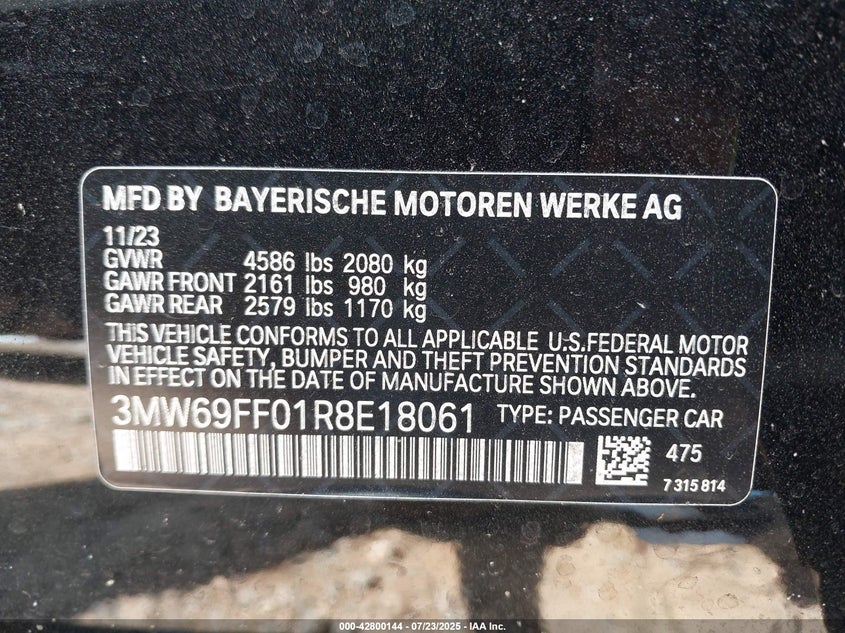 MFD BY BAYERISCHE MOTOREN WERKE AG
11/23
GVWR 4586 lbs 2080 kg
GAWR FRONT 2161 lbs 980 kg
GAWR REAR 2579 lbs 1170 kg
THIS VEHICLE CONFORMS TO ALL APPLICABLE U.S.FEDERAL MOTOR
VEHICLE SAFETY, BUMPER AND THEFT PREVENTION STANDARDS
IN EFFECT ON THE DATE OF MANUFACTURE SHOWN ABOVE.
3MW69FF01R8E18061 TYPE: PASSENGER CAR
475
7 315 814
000-42800144 - 07/23/2025 - IAA Inc.